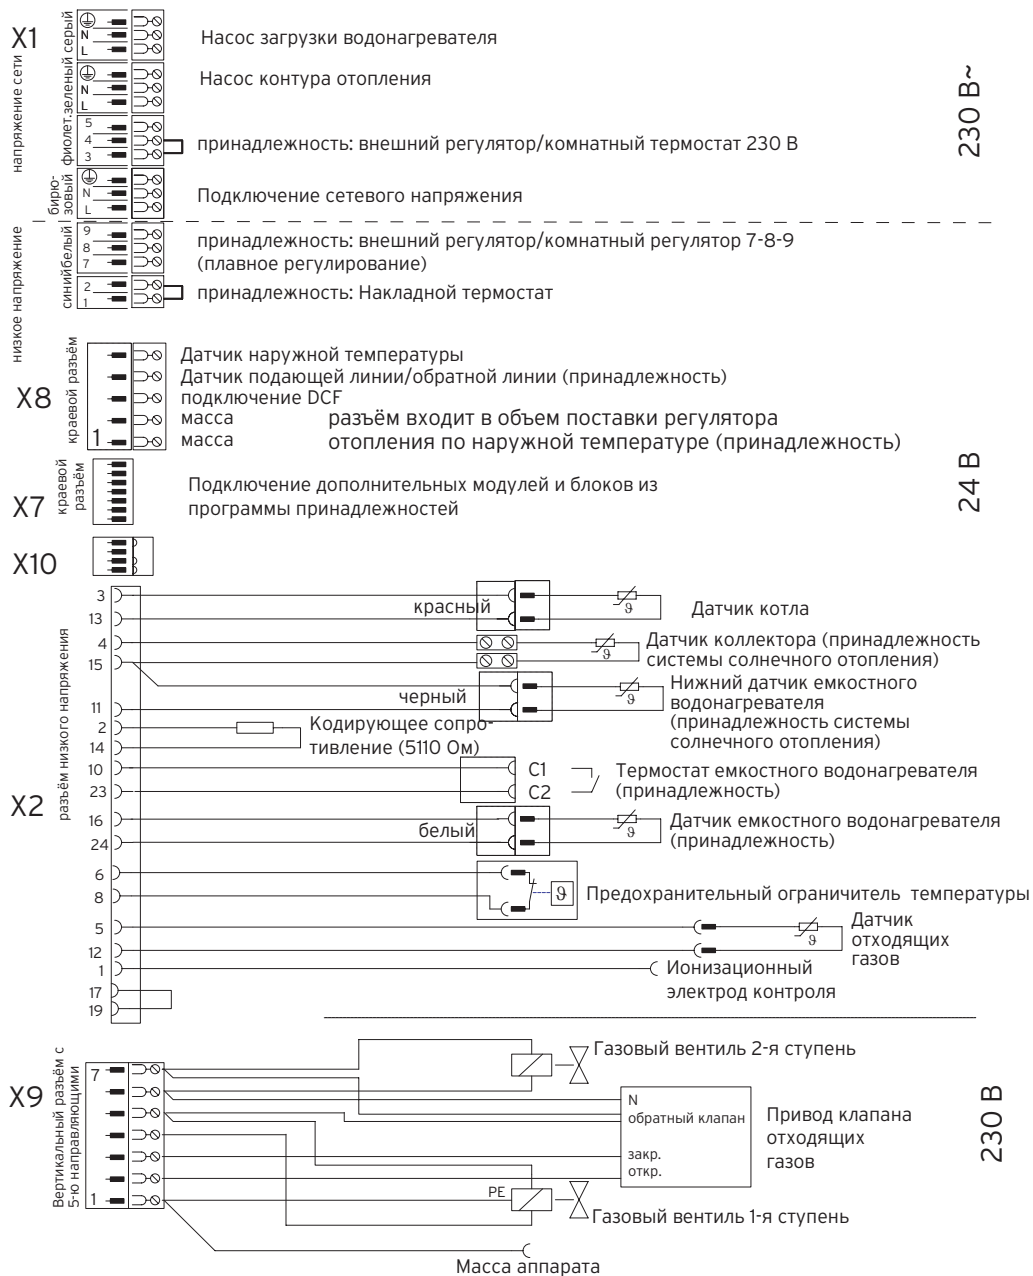 X1
напряжение сети
серый
N
L
Насос загрузки водонагревателя
зеленый
N
L
Насос контура отопления
230 В~
фиолет.
5
4
3
принадлежность: внешний регулятор/комнатный термостат 230 В
бирю-
зовый
N
L
Подключение сетевого напряжения
низкое напряжение
белый
9
8
7
принадлежность: внешний регулятор/комнатный регулятор 7-8-9
(плавное регулирование)
синий
2
1
принадлежность: Накладной термостат
X8
краевой разъём
1
Датчик наружной температуры
Датчик подающей линии/обратной линии (принадлежность)
подключение DCF
масса
разъём входит в объем поставки регулятора
масса
отопления по наружной температуре (принадлежность)
24 В
X7
краевой
разъём
Подключение дополнительных модулей и блоков из
программы принадлежностей
X10
X2
разъём низкого напряжения
3
13
красный
ϑ
Датчик котла
4
15
ϑ
Датчик коллектора (принадлежность
системы солнечного отопления)
11
черный
ϑ
Нижний датчик емкостного
водонагревателя
(принадлежность системы
солнечного отопления)
2
14
Кодирующее сопро-
тивление (5110 Ом)
10
23
C1
C2
Термостат емкостного водонагревателя
(принадлежность)
16
24
белый
ϑ
Датчик емкостного водонагревателя
(принадлежность)
6
8
ϑ
Предохранительный ограничитель температуры
5
12
ϑ
Датчик
отходящих
газов
1
Ионизационный
электрод контроля
17
19
X9
Вертикальный разъём с
5-ю направляющими
7
1
Газовый вентиль 2-я ступень
N
обратный клапан
закр.
откр.
Привод клапана
отходящих
газов
230 В
PE
Газовый вентиль 1-я ступень
Масса аппарата